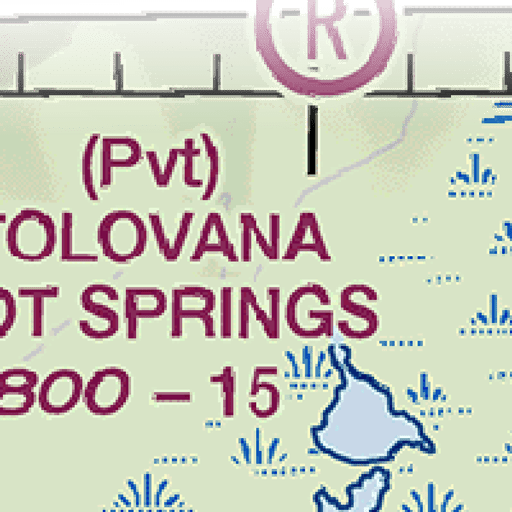 R
(Pvt)
TOLOVANA
OT SPRINGS
800 – 15